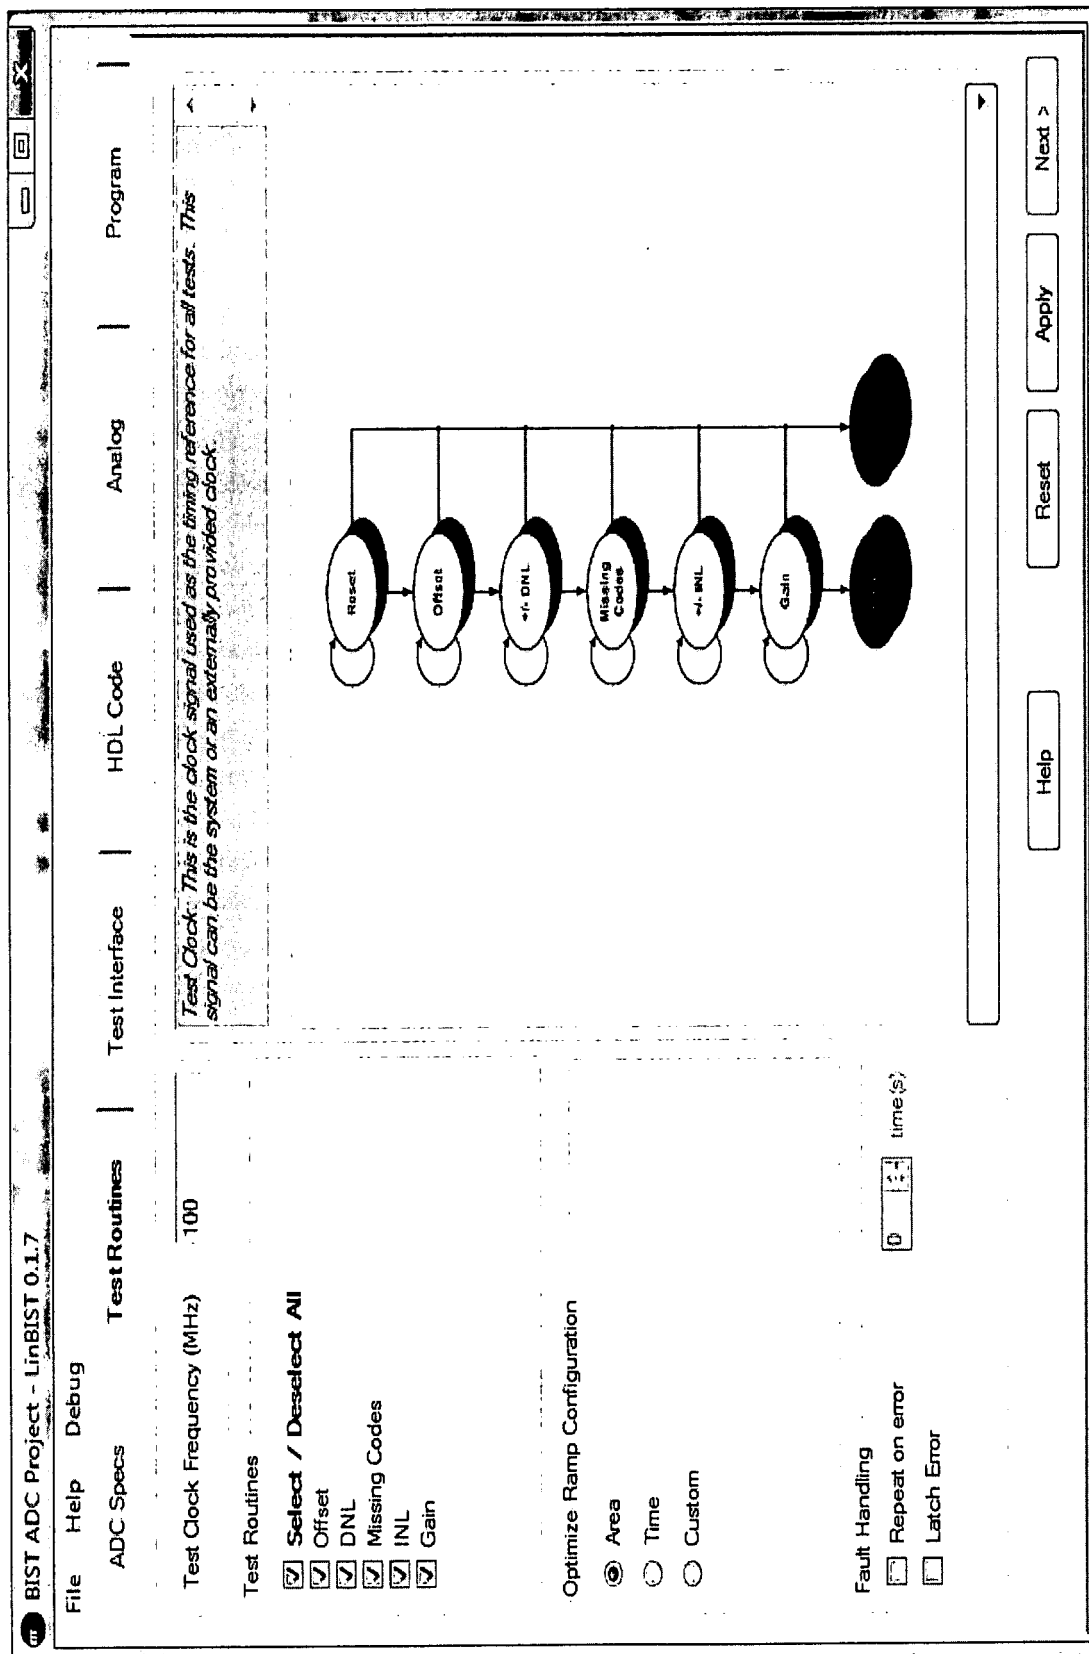 BIST ADC Project - LinBIST 0.1.7
File Help Debug
ADC Specs | Test Routines | Test Interface | HDL Code | Analog | Program |
Test Clock Frequency (MHz) 100
Test Routines
Select / Deselect All
Offset
DNL
Missing Codes
INL
Gain
Optimize Ramp Configuration
Area
Time
Custom
Fault Handling
Repeat on error 0 time(s)
Latch Error
Test Clock: This is the clock signal used as the timing reference for all tests. This
signal can be the system or an externally provided clock.
Reset
Offset
+/- DNL
Missing
Codes
+/- INL
Gain
Help Reset Apply Next >